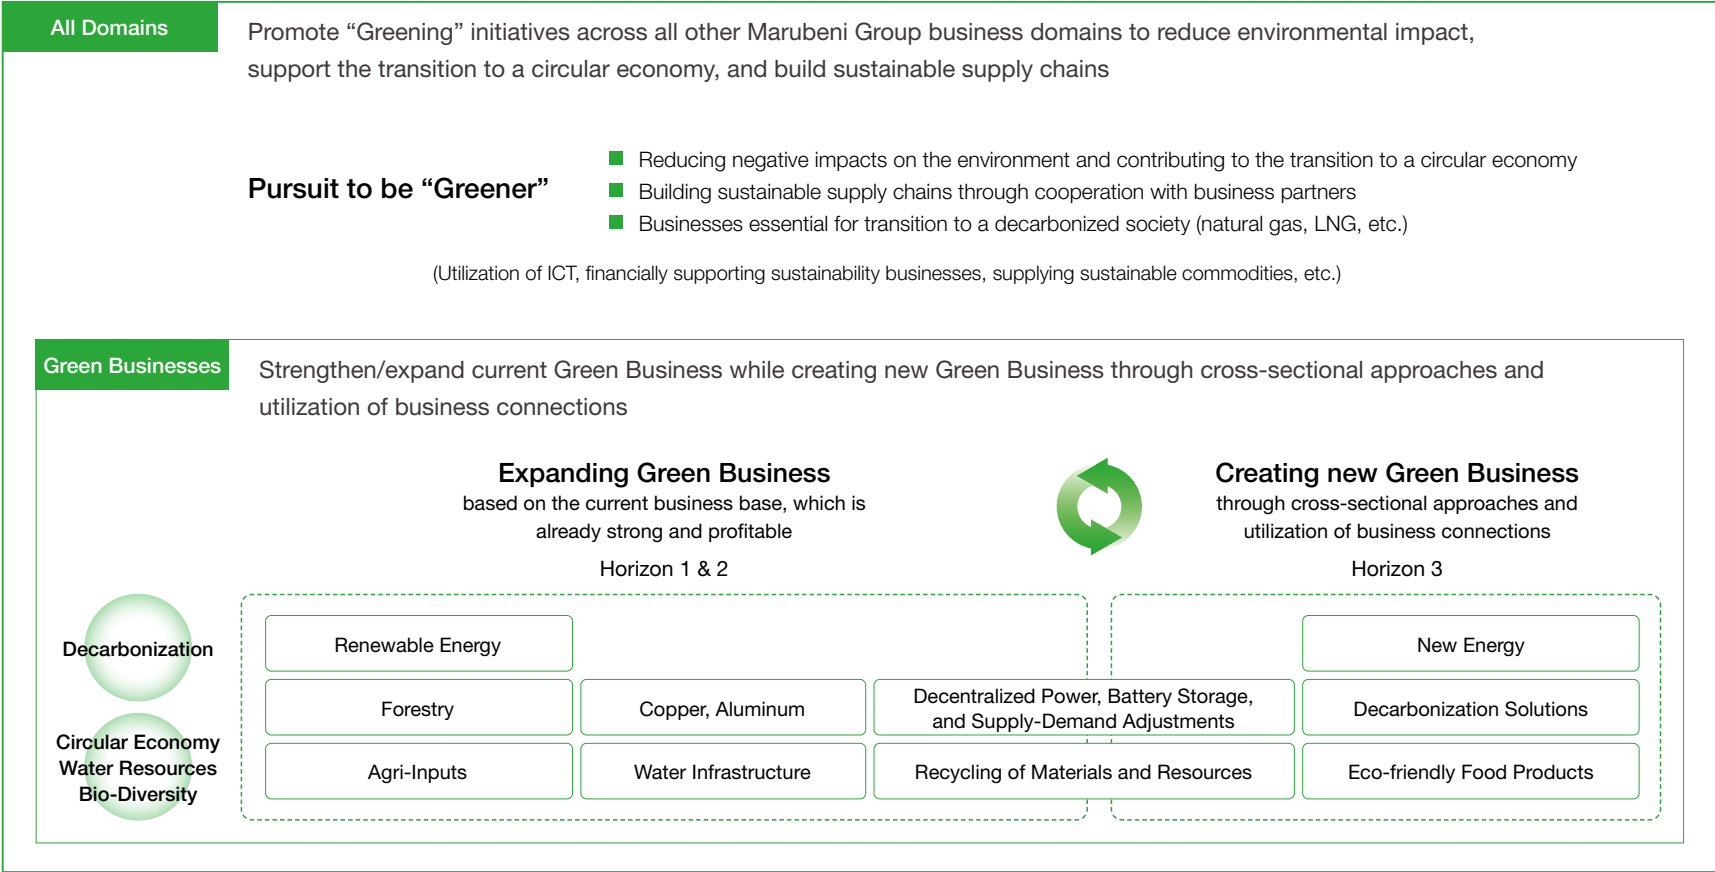 All Domains
Promote “Greening” initiatives across all other Marubeni Group business domains to reduce environmental impact,
support the transition to a circular economy, and build sustainable supply chains
Pursuit to be “Greener”
Reducing negative impacts on the environment and contributing to the transition to a circular economy
Building sustainable supply chains through cooperation with business partners
Businesses essential for transition to a decarbonized society (natural gas, LNG, etc.)
(Utilization of ICT, financially supporting sustainability businesses, supplying sustainable commodities, etc.)
Green Businesses
Strengthen/expand current Green Business while creating new Green Business through cross-sectional approaches and
utilization of business connections
Expanding Green Business
based on the current business base, which is
already strong and profitable
Horizon 1 & 2
Creating new Green Business
through cross-sectional approaches and
utilization of business connections
Horizon 3
Decarbonization
Renewable Energy
New Energy
Forestry
Copper, Aluminum
Decentralized Power, Battery Storage,
and Supply-Demand Adjustments
Decarbonization Solutions
Circular Economy
Water Resources
Bio-Diversity
Agri-Inputs
Water Infrastructure
Recycling of Materials and Resources
Eco-friendly Food Products